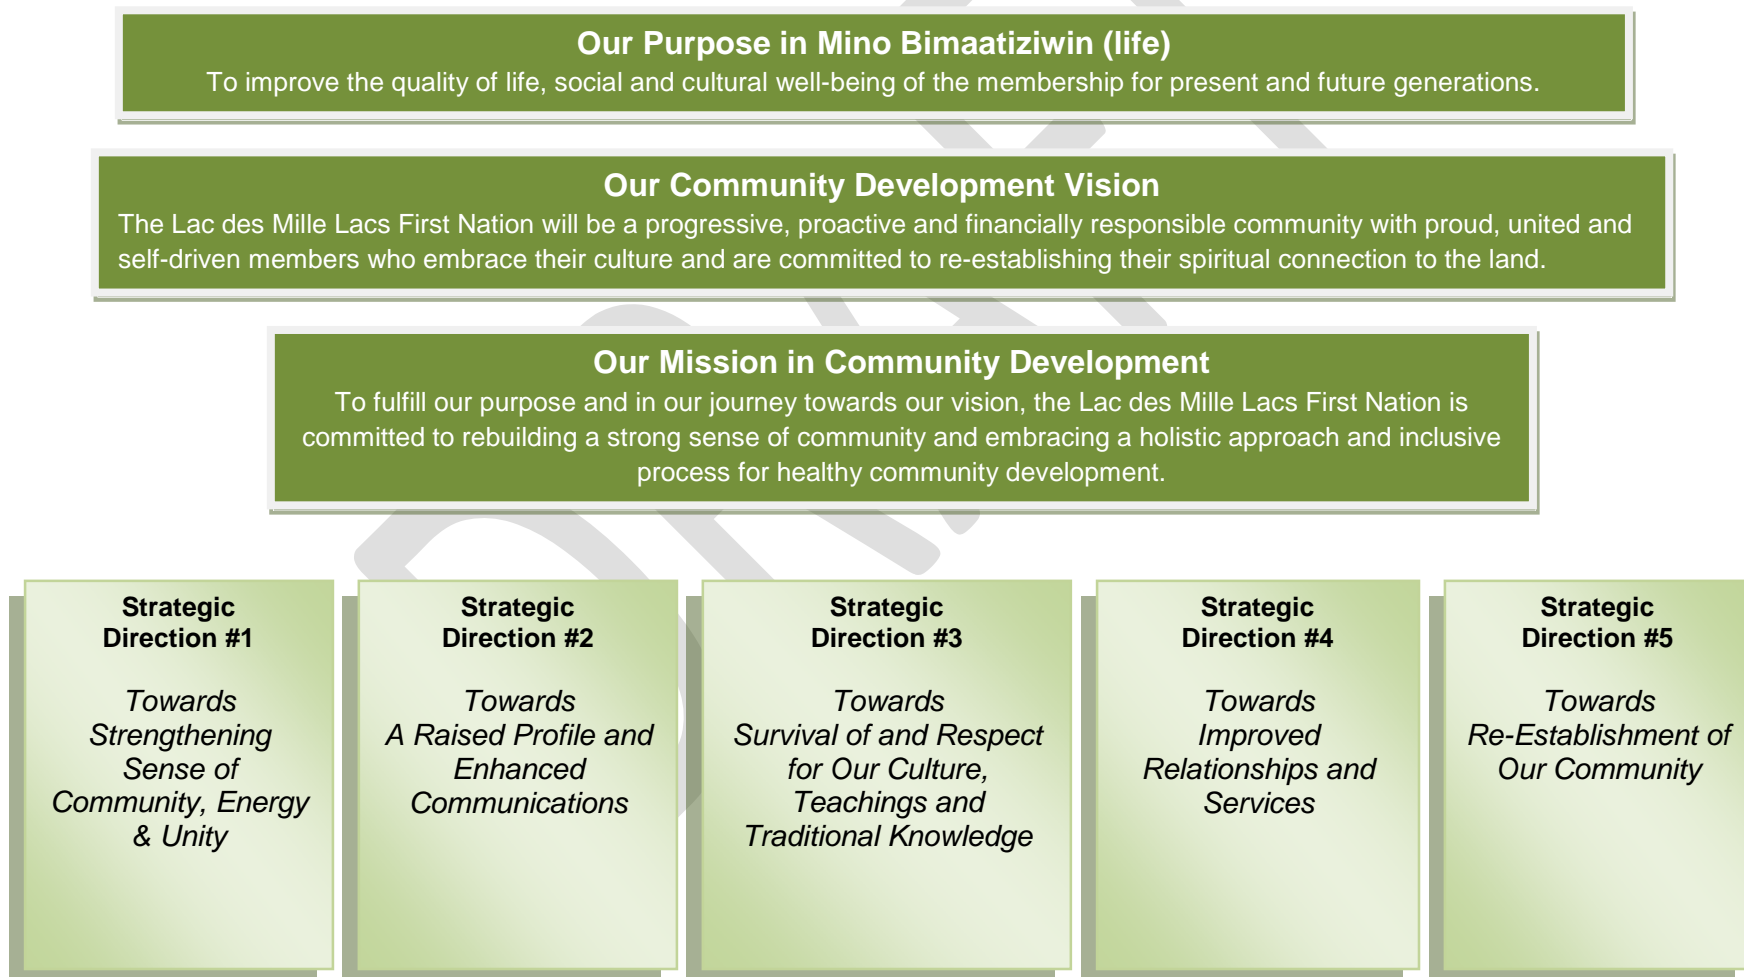 Our Purpose in Mino Bimaatiziwin (life)
To improve the quality of life, social and cultural well-being of the membership for present and future generations.
Our Community Development Vision
The Lac des Mille Lacs First Nation will be a progressive, proactive and financially responsible community with proud, united and
self-driven members who embrace their culture and are committed to re-establishing their spiritual connection to the land.
Our Mission in Community Development
To fulfill our purpose and in our journey towards our vision, the Lac des Mille Lacs First Nation is
committed to rebuilding a strong sense of community and embracing a holistic approach and inclusive
process for healthy community development.
Strategic
Direction #1
Towards
Strengthening
Sense of
Community, Energy
& Unity
Strategic
Direction #2
Towards
A Raised Profile and
Enhanced
Communications
Strategic
Direction #3
Towards
Survival of and Respect
for Our Culture,
Teachings and
Traditional Knowledge
Strategic
Direction #4
Towards
Improved
Relationships and
Services
Strategic
Direction #5
Towards
Re-Establishment of
Our Community
DRAFT